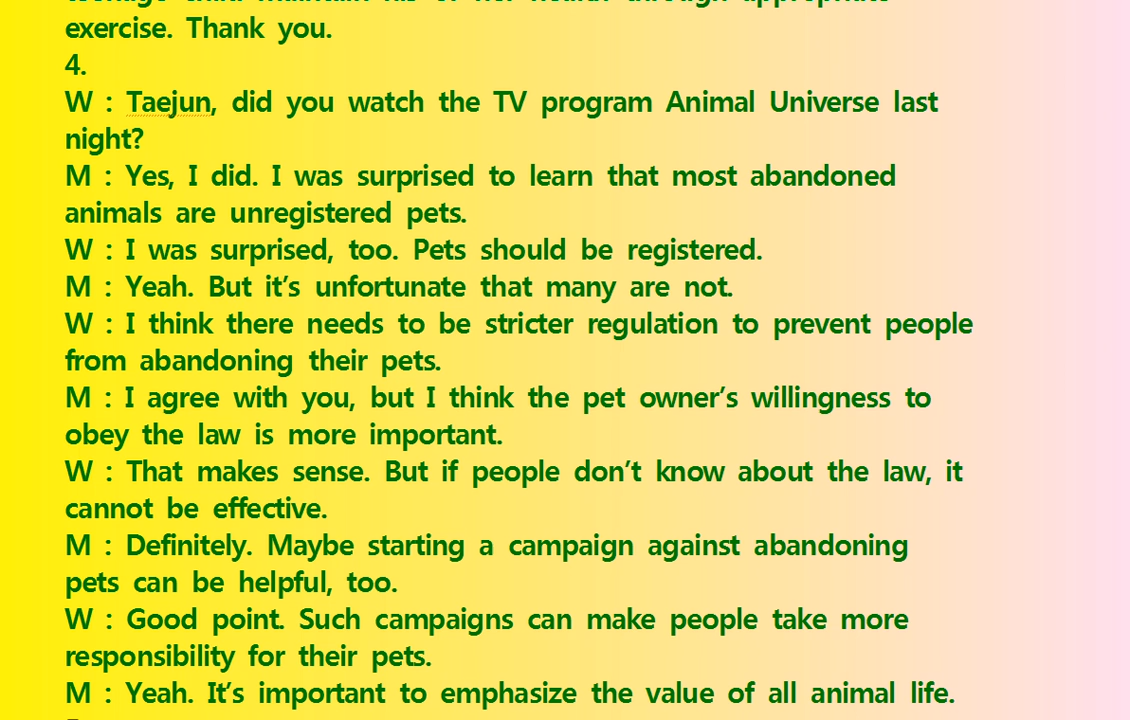 exercise. Thank you.
4.
W : Taejun, did you watch the TV program Animal Universe last
night?
M : Yes, I did. I was surprised to learn that most abandoned
animals are unregistered pets.
W : I was surprised, too. Pets should be registered.
M : Yeah. But it's unfortunate that many are not.
W : I think there needs to be stricter regulation to prevent people
from abandoning their pets.
M : I agree with you, but I think the pet owner's willingness to
obey the law is more important.
W : That makes sense. But if people don't know about the law, it
cannot be effective.
M : Definitely. Maybe starting a campaign against abandoning
pets can be helpful, too.
W : Good point. Such campaigns can make people take more
responsibility for their pets.
M : Yeah. It's important to emphasize the value of all animal life.